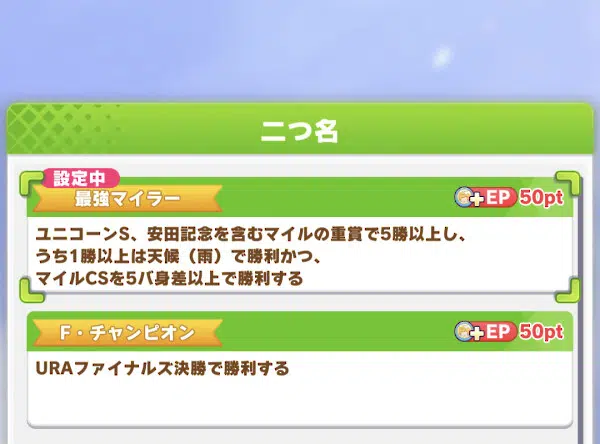 二つ名
設定中
最強マイラー
+EP 50pt
ユニコーンS、安田記念を含むマイルの重賞で5勝以上し、
うち1勝以上は天候（雨）で勝利かつ、
マイルCSを5バ身差以上で勝利する
F・チャンピオン
+EP 50pt
URAファイナルズ決勝で勝利する